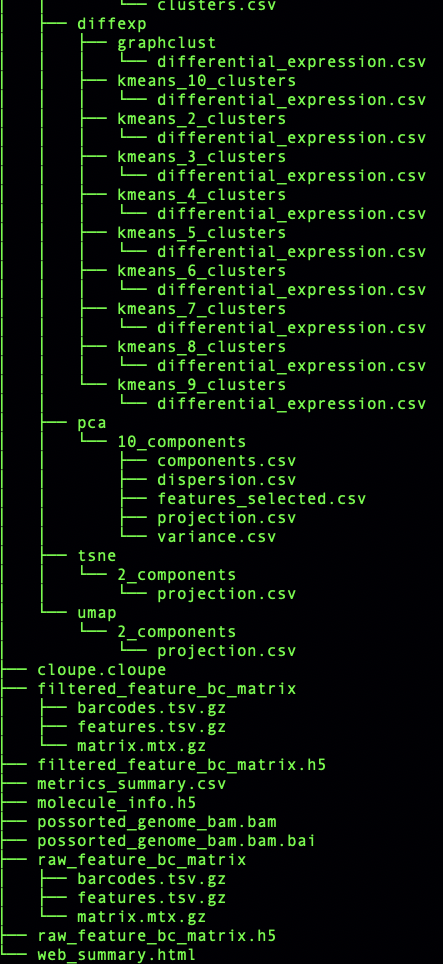 │   │   │       └── clusters.csv
│   ├── diffexp
│   │   ├── graphclust
│   │   │   └── differential_expression.csv
│   │   ├── kmeans_10_clusters
│   │   │   └── differential_expression.csv
│   │   ├── kmeans_2_clusters
│   │   │   └── differential_expression.csv
│   │   ├── kmeans_3_clusters
│   │   │   └── differential_expression.csv
│   │   ├── kmeans_4_clusters
│   │   │   └── differential_expression.csv
│   │   ├── kmeans_5_clusters
│   │   │   └── differential_expression.csv
│   │   ├── kmeans_6_clusters
│   │   │   └── differential_expression.csv
│   │   ├── kmeans_7_clusters
│   │   │   └── differential_expression.csv
│   │   ├── kmeans_8_clusters
│   │   │   └── differential_expression.csv
│   │   └── kmeans_9_clusters
│   │       └── differential_expression.csv
│   ├── pca
│   │   └── 10_components
│   │       ├── components.csv
│   │       ├── dispersion.csv
│   │       ├── features_selected.csv
│   │       ├── projection.csv
│   │       └── variance.csv
│   ├── tsne
│   │   └── 2_components
│   │       └── projection.csv
│   └── umap
│       └── 2_components
│           └── projection.csv
├── cloupe.cloupe
├── filtered_feature_bc_matrix
│   ├── barcodes.tsv.gz
│   ├── features.tsv.gz
│   └── matrix.mtx.gz
├── filtered_feature_bc_matrix.h5
├── metrics_summary.csv
├── molecule_info.h5
├── possorted_genome_bam.bam
├── possorted_genome_bam.bam.bai
├── raw_feature_bc_matrix
│   ├── barcodes.tsv.gz
│   ├── features.tsv.gz
│   └── matrix.mtx.gz
├── raw_feature_bc_matrix.h5
└── web_summary.html